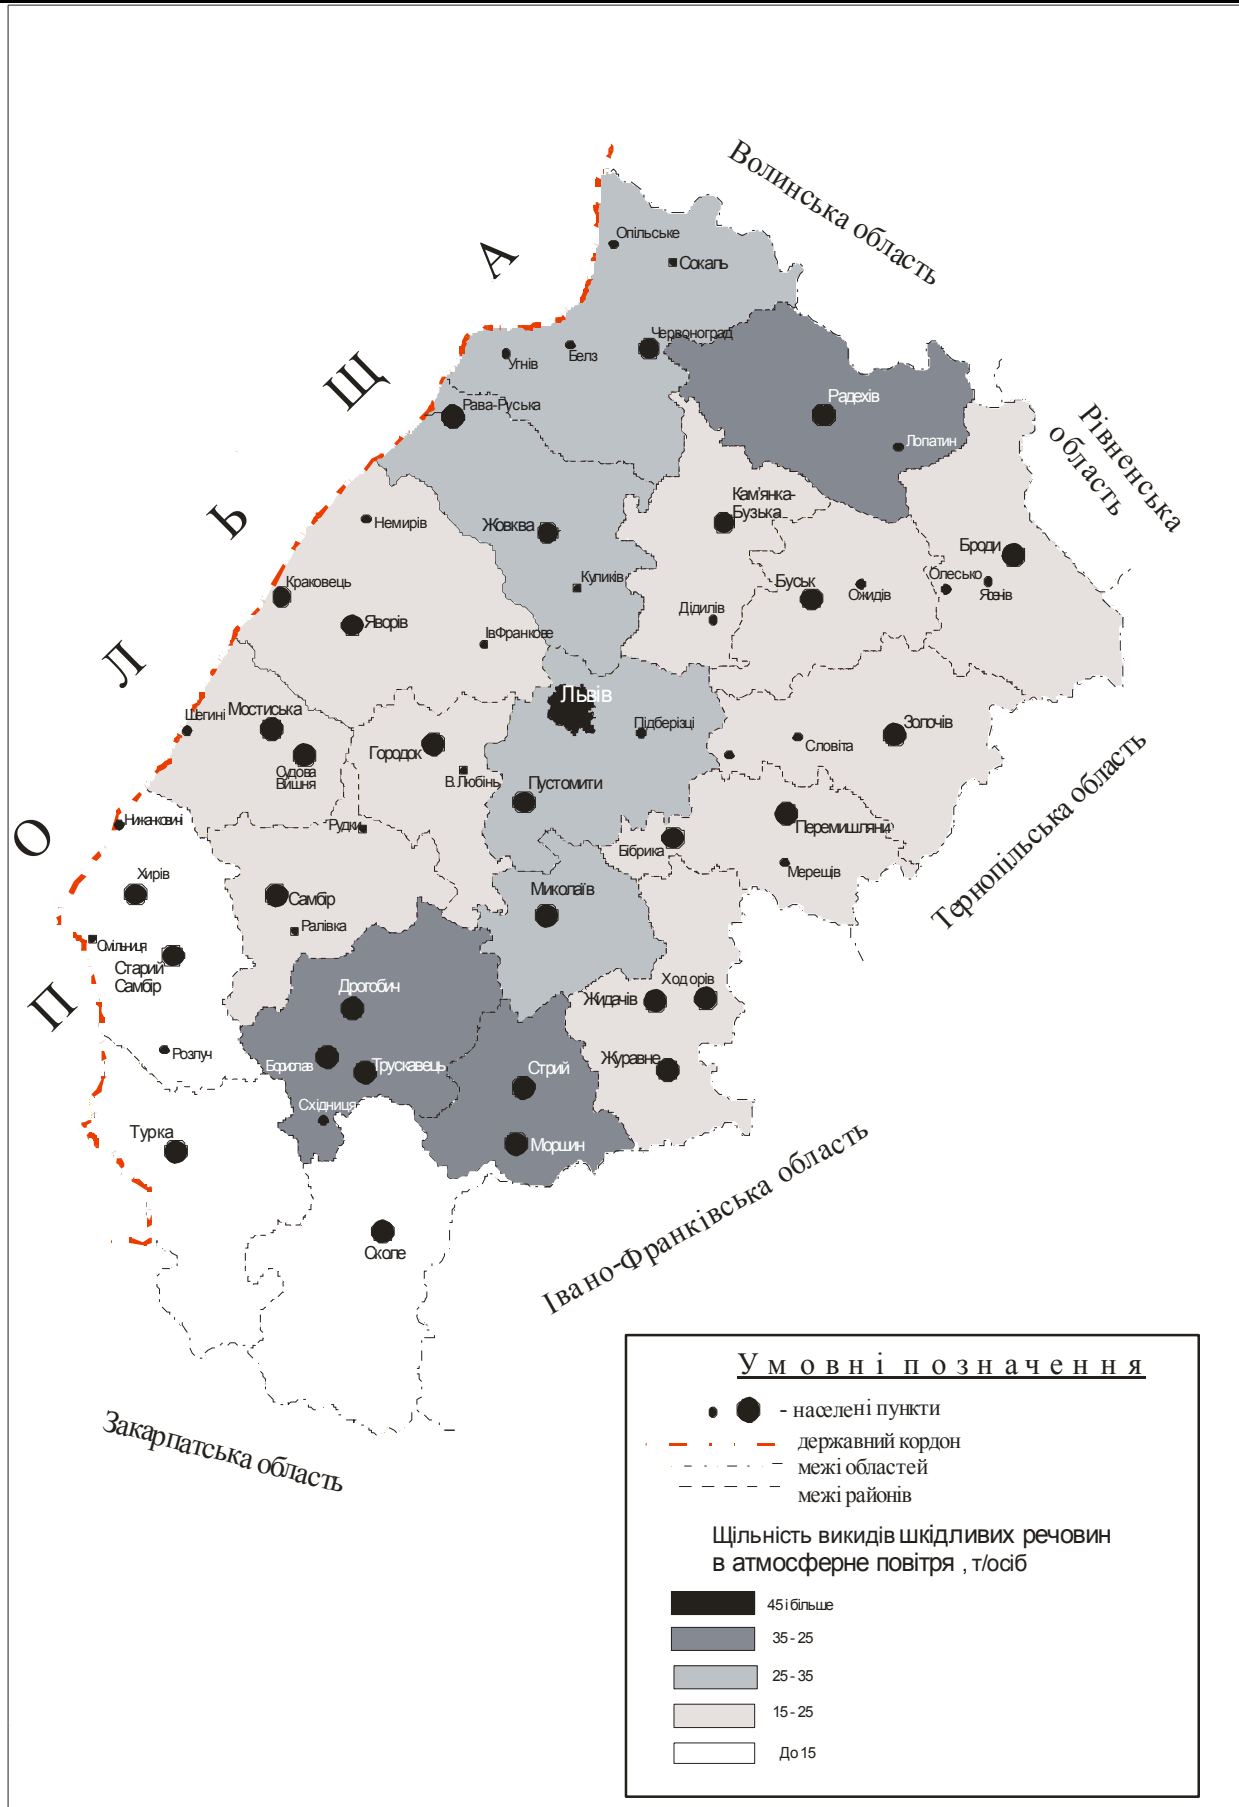 Волинська область
А
Опільське
Сокаль
Червоноград
Белз
Угнів
Щ
Рава-Руська
Радехів
Лопатин
Рівненська
область
Ь
Немирів
Жовква
Кам'янка-
Бузька
Броди
Краковець
Куликів
Буськ
Ожидів
Олесько
Ясенів
Яворів
Ів.Франкове
Дідилів
Л
Львів
Шегині
Мостиська
Підберізці
Золочів
Городок
Словіта
Судова
Вишня
В.Любінь
Пустомити
Тернопільська область
О
Нижанковичі
Рудки
Перемишляни
Бібрика
Мерещів
Хирів
Самбір
Миколаїв
Ралівка
Смільниця
Старий
Самбір
П
Дрогобич
Ходорів
Жидачів
Розлуч
Борислав
Трускавець
Стрий
Журавне
Східниця
Турка
Моршин
Івано-Франківська область
Сколе
Закарпатська область
Умовні позначення
- населені пункти
державний кордон
межі областей
межі районів
Щільність викидів шкідливих речовин
в атмосферне повітря , т/осіб
45 і більше
35 - 25
25 - 35
15 - 25
До 15